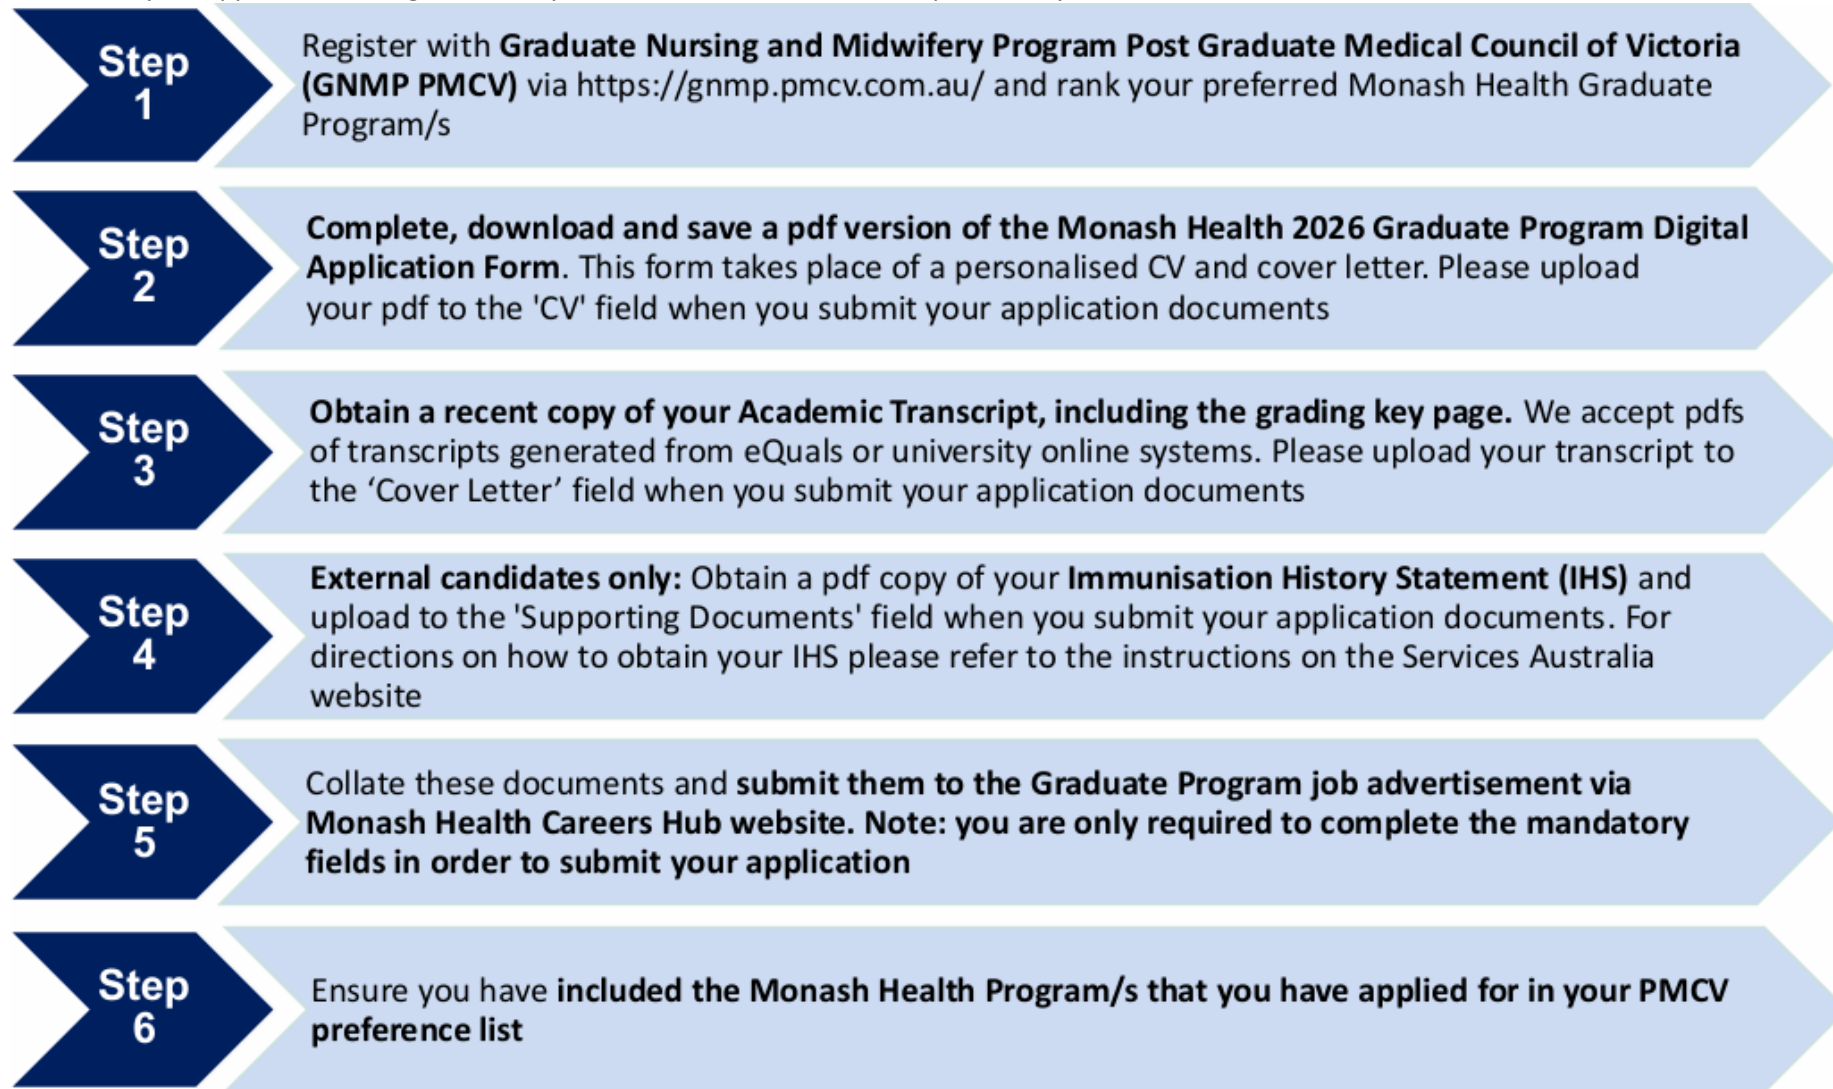 Step
1
Register with Graduate Nursing and Midwifery Program Post Graduate Medical Council of Victoria
(GNMP PMCV) via https://gnmp.pmcv.com.au/ and rank your preferred Monash Health Graduate
Program/s
Step
2
Complete, download and save a pdf version of the Monash Health 2026 Graduate Program Digital
Application Form. This form takes place of a personalised CV and cover letter. Please upload
your pdf to the 'CV' field when you submit your application documents
Step
3
Obtain a recent copy of your Academic Transcript, including the grading key page. We accept pdfs
of transcripts generated from eQuals or university online systems. Please upload your transcript to
the ‘Cover Letter’ field when you submit your application documents
Step
4
External candidates only: Obtain a pdf copy of your Immunisation History Statement (IHS) and
upload to the 'Supporting Documents' field when you submit your application documents. For
directions on how to obtain your IHS please refer to the instructions on the Services Australia
website
Step
5
Collate these documents and submit them to the Graduate Program job advertisement via
Monash Health Careers Hub website. Note: you are only required to complete the mandatory
fields in order to submit your application
Step
6
Ensure you have included the Monash Health Program/s that you have applied for in your PMCV
preference list